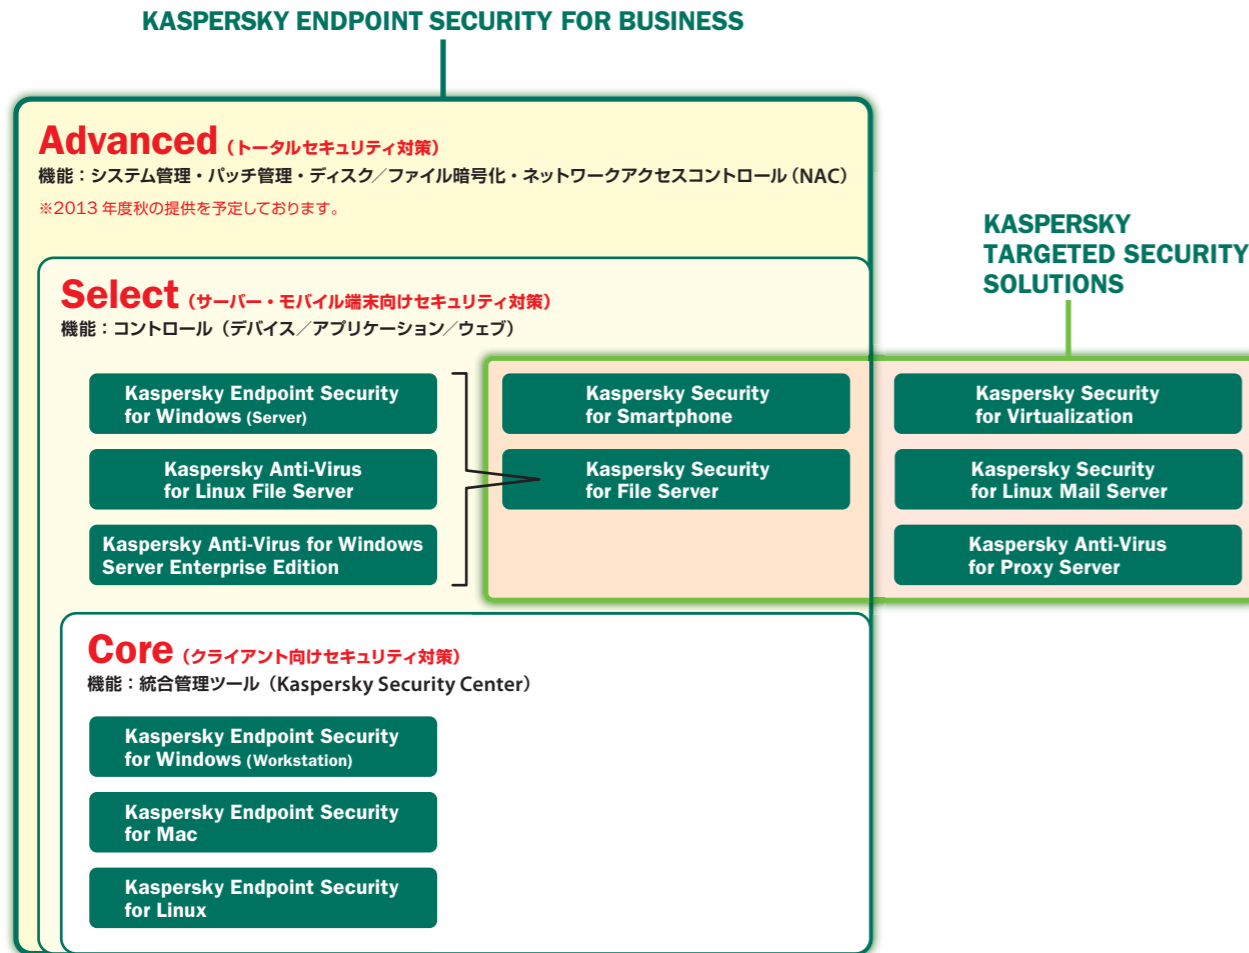 KASPERSKY ENDPOINT SECURITY FOR BUSINESS
Advanced（トータルセキュリティ対策）
機能：システム管理・パッチ管理・ディスク／ファイル暗号化・ネットワークアクセスコントロール（NAC）
※2013 年度秋の提供を予定しております。
KASPERSKY
TARGETED SECURITY
SOLUTIONS
Select（サーバー・モバイル端末向けセキュリティ対策）
機能：コントロール（デバイス／アプリケーション／ウェブ）
Kaspersky Endpoint Security
for Windows (Server)
Kaspersky Anti-Virus
for Linux File Server
Kaspersky Anti-Virus for Windows
Server Enterprise Edition
Kaspersky Security
for Smartphone
Kaspersky Security
for File Server
Kaspersky Security
for Virtualization
Kaspersky Security
for Linux Mail Server
Kaspersky Anti-Virus
for Proxy Server
Core（クライアント向けセキュリティ対策）
機能：統合管理ツール（Kaspersky Security Center）
Kaspersky Endpoint Security
for Windows (Workstation)
Kaspersky Endpoint Security
for Mac
Kaspersky Endpoint Security
for Linux